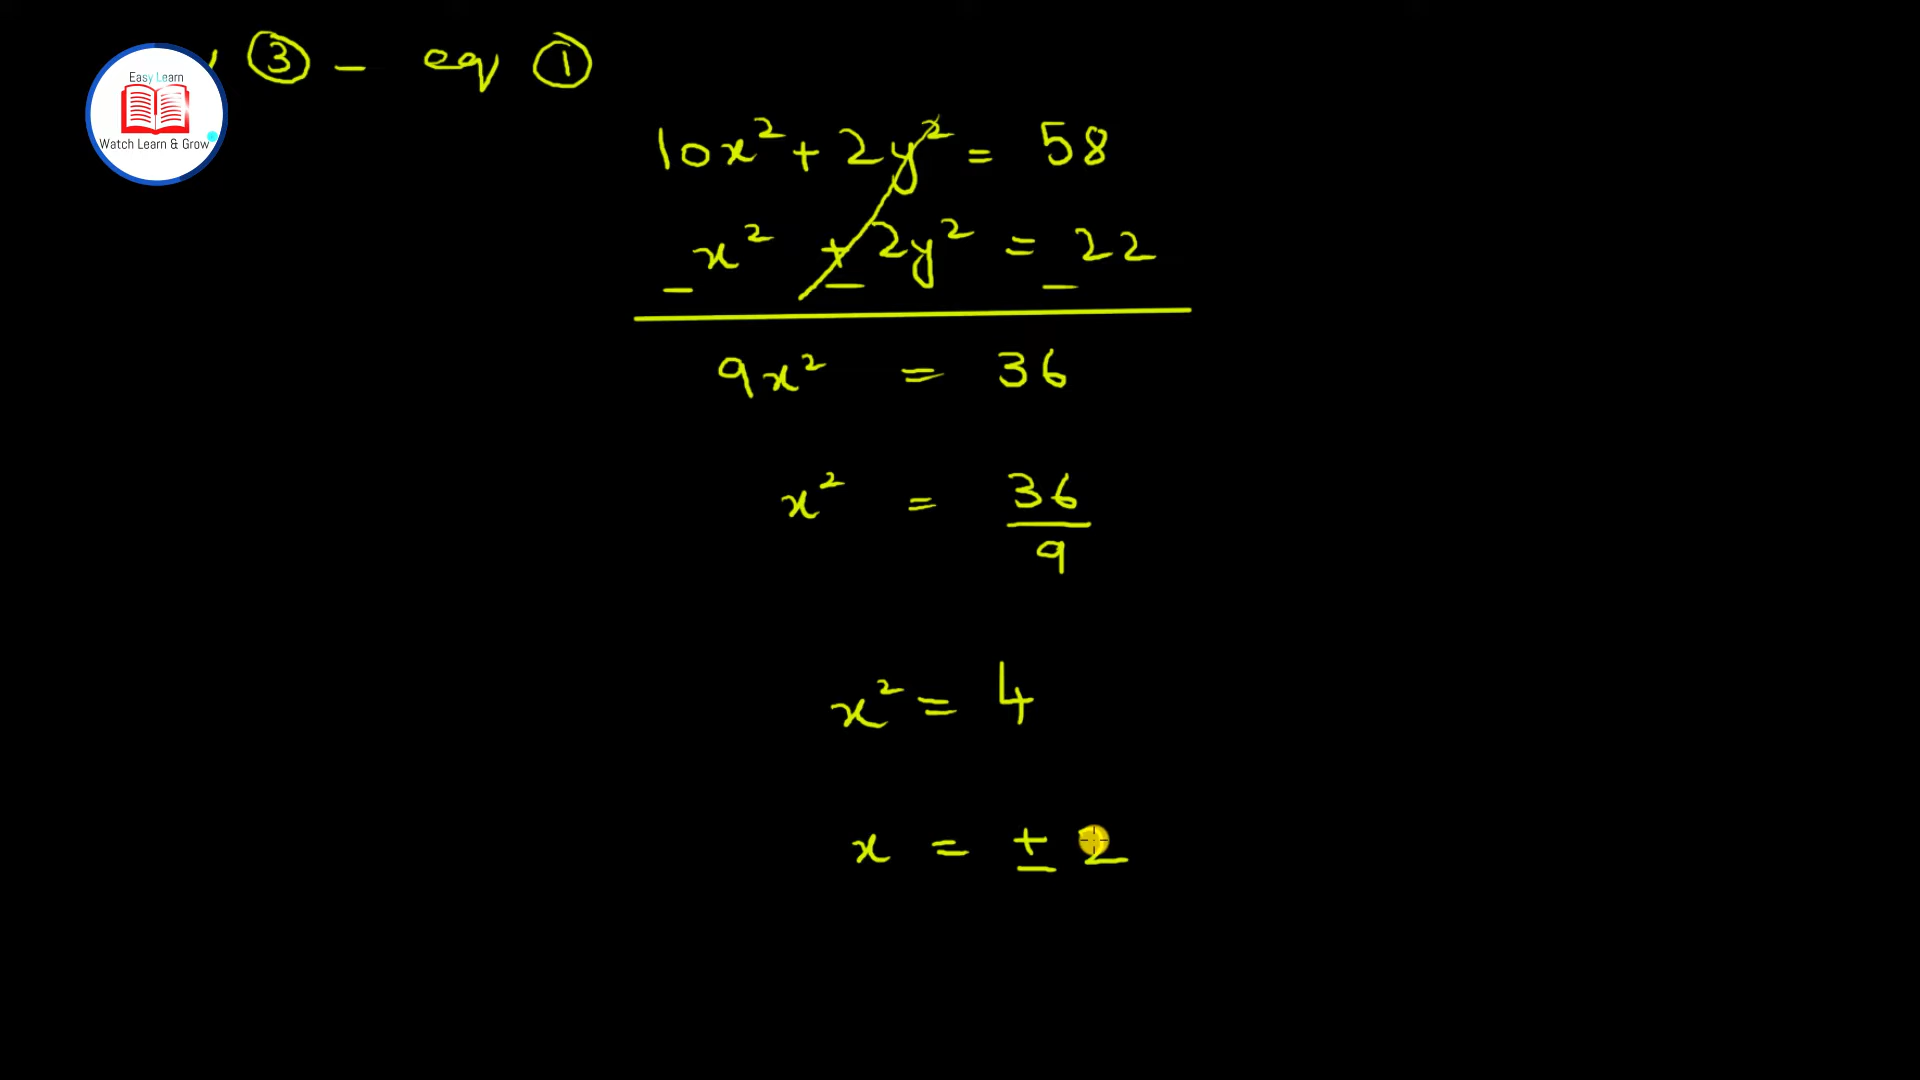 ③ - eq ①
Easy Learn
Watch Learn & Grow
10x² + 2y² = 58
x² + 2y² = 22
- - -
9x² = 36
x² = 36/9
x² = 4
x = ± 2